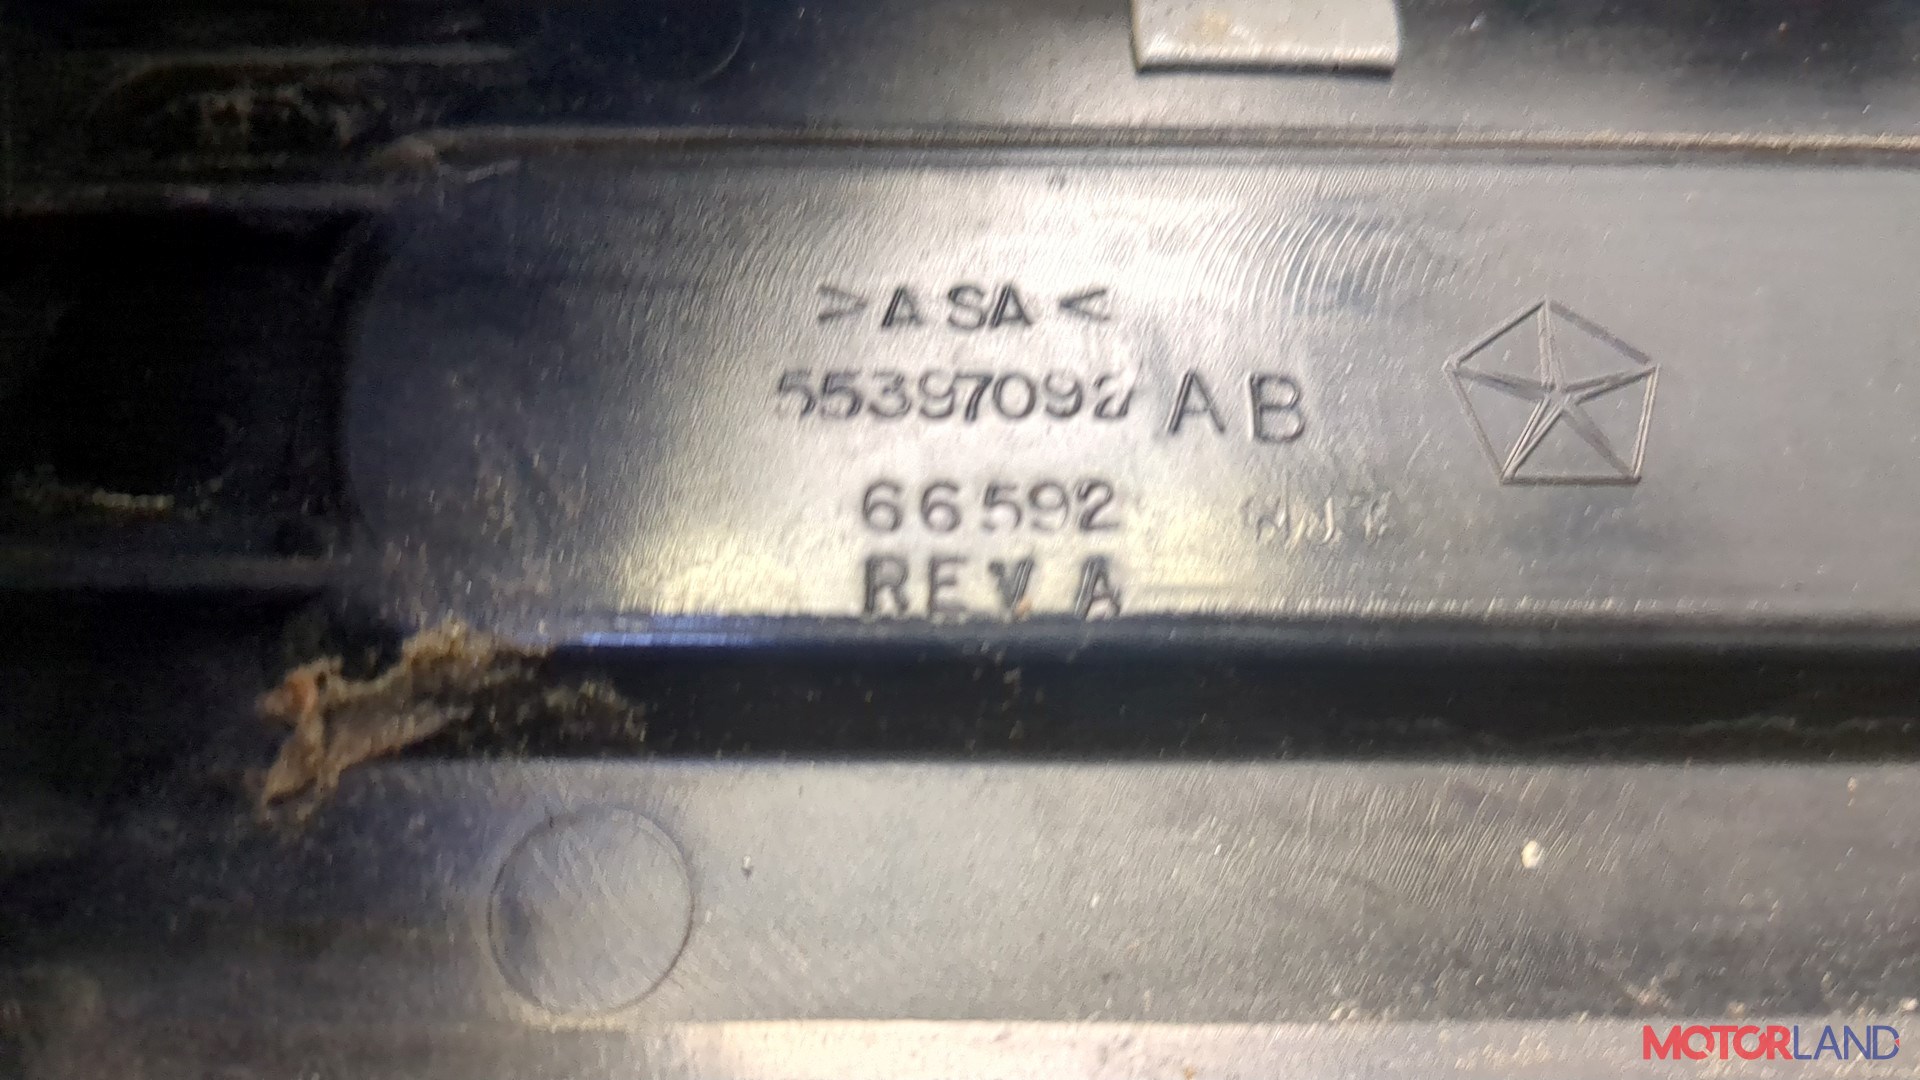 >ASA<
55397092 AB
66592
REV A
MOTORLAND